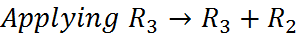 Applying R₃ → R₃ + R₂